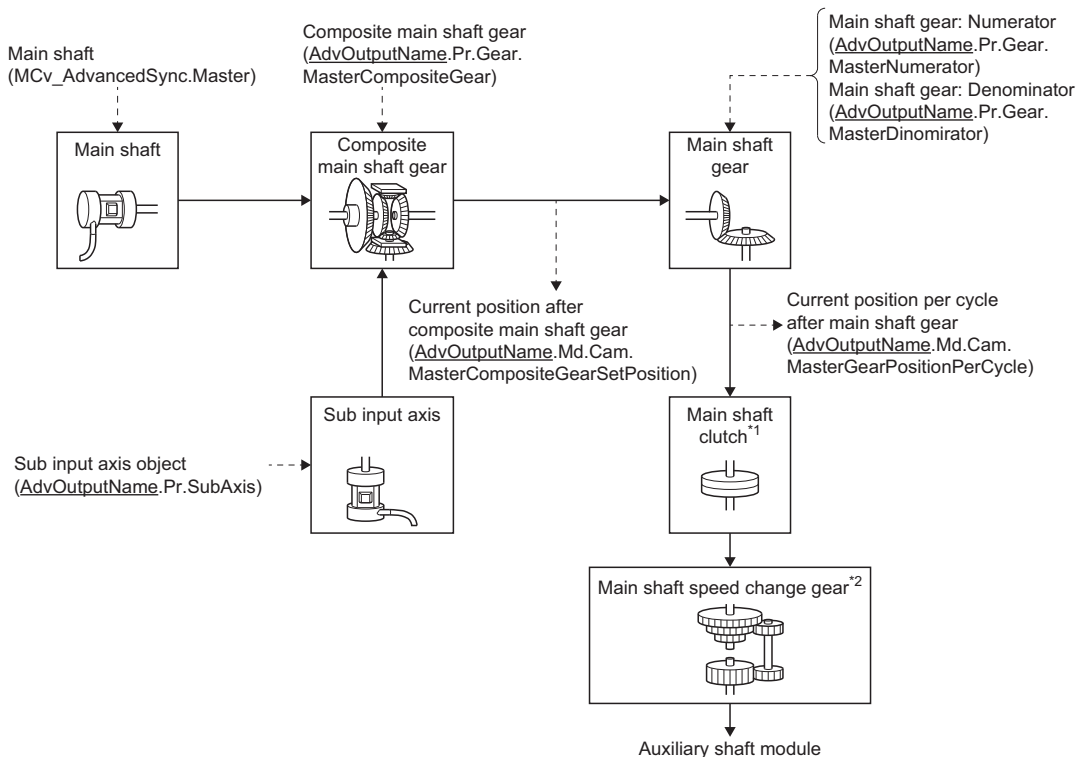 Main shaft
(MCv_AdvancedSync.Master)
Composite main shaft gear
(AdvOutputName.Pr.Gear.
MasterCompositeGear)
Main shaft gear: Numerator
(AdvOutputName.Pr.Gear.
MasterNumerator)
Main shaft gear: Denominator
(AdvOutputName.Pr.Gear.
MasterDinomirator)
Main shaft
Composite
main shaft gear
Main shaft
gear
Current position after
composite main shaft gear
(AdvOutputName.Md.Cam.
MasterCompositeGearSetPosition)
Current position per cycle
after main shaft gear
(AdvOutputName.Md.Cam.
MasterGearPositionPerCycle)
Sub input axis object
(AdvOutputName.Pr.SubAxis)
Sub input axis
Main shaft
clutch*1
Main shaft speed change gear*2
Auxiliary shaft module